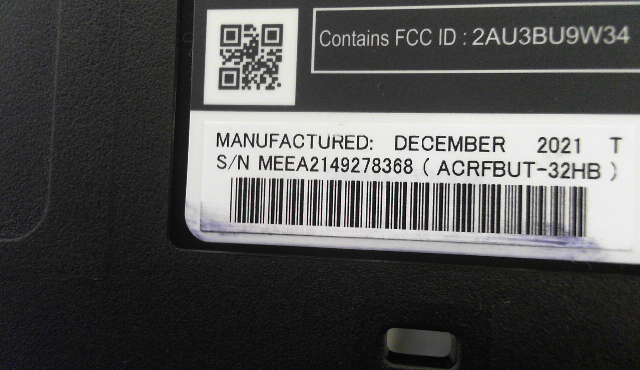 Contains FCC ID : 2AU3BU9W34
MANUFACTURED: DECEMBER 2021 T
S/N MEEA2149278368 ( ACRFBUT-32HB )